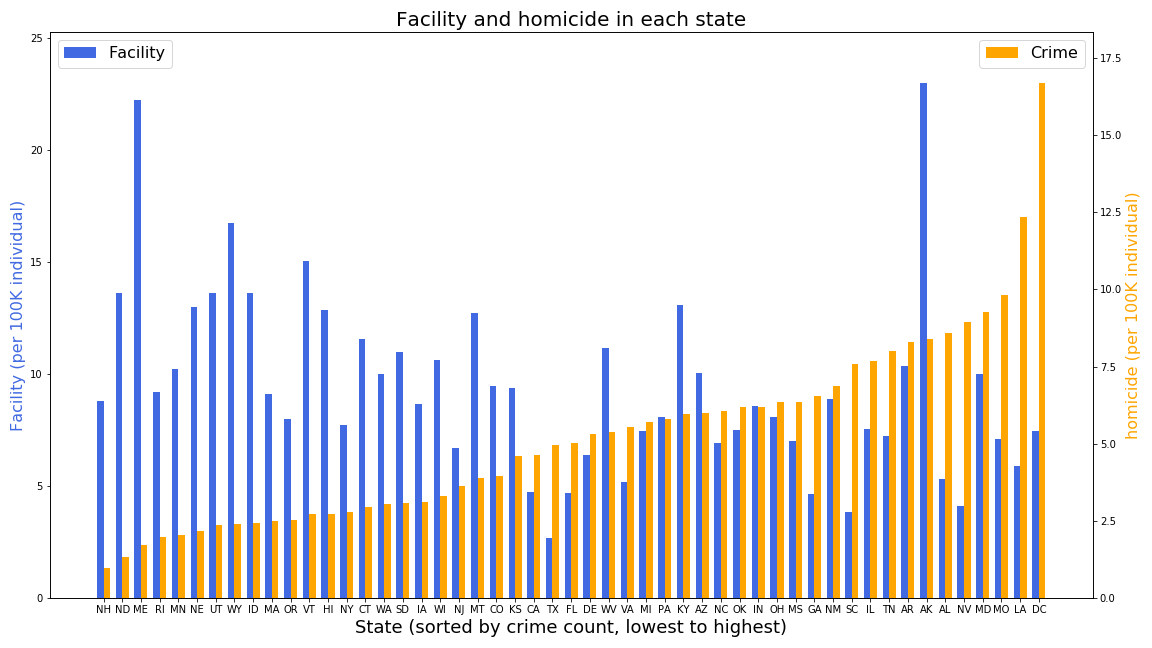 Facility and homicide in each state
Facility
Crime
25
20
15
10
5
0
Facility (per 100K individual)
17.5
15.0
12.5
10.0
7.5
5.0
2.5
0.0
homicide (per 100K individual)
NH ND ME RI MN NE UT WY ID MA OR VT HI NY CT WA SD IA WI NJ MT CO KS CA TX FL DE WV VA MI PA KY AZ NC OK IN OH MS GA NM SC IL TN AR AK AL NV MD MO LA DC
State (sorted by crime count, lowest to highest)